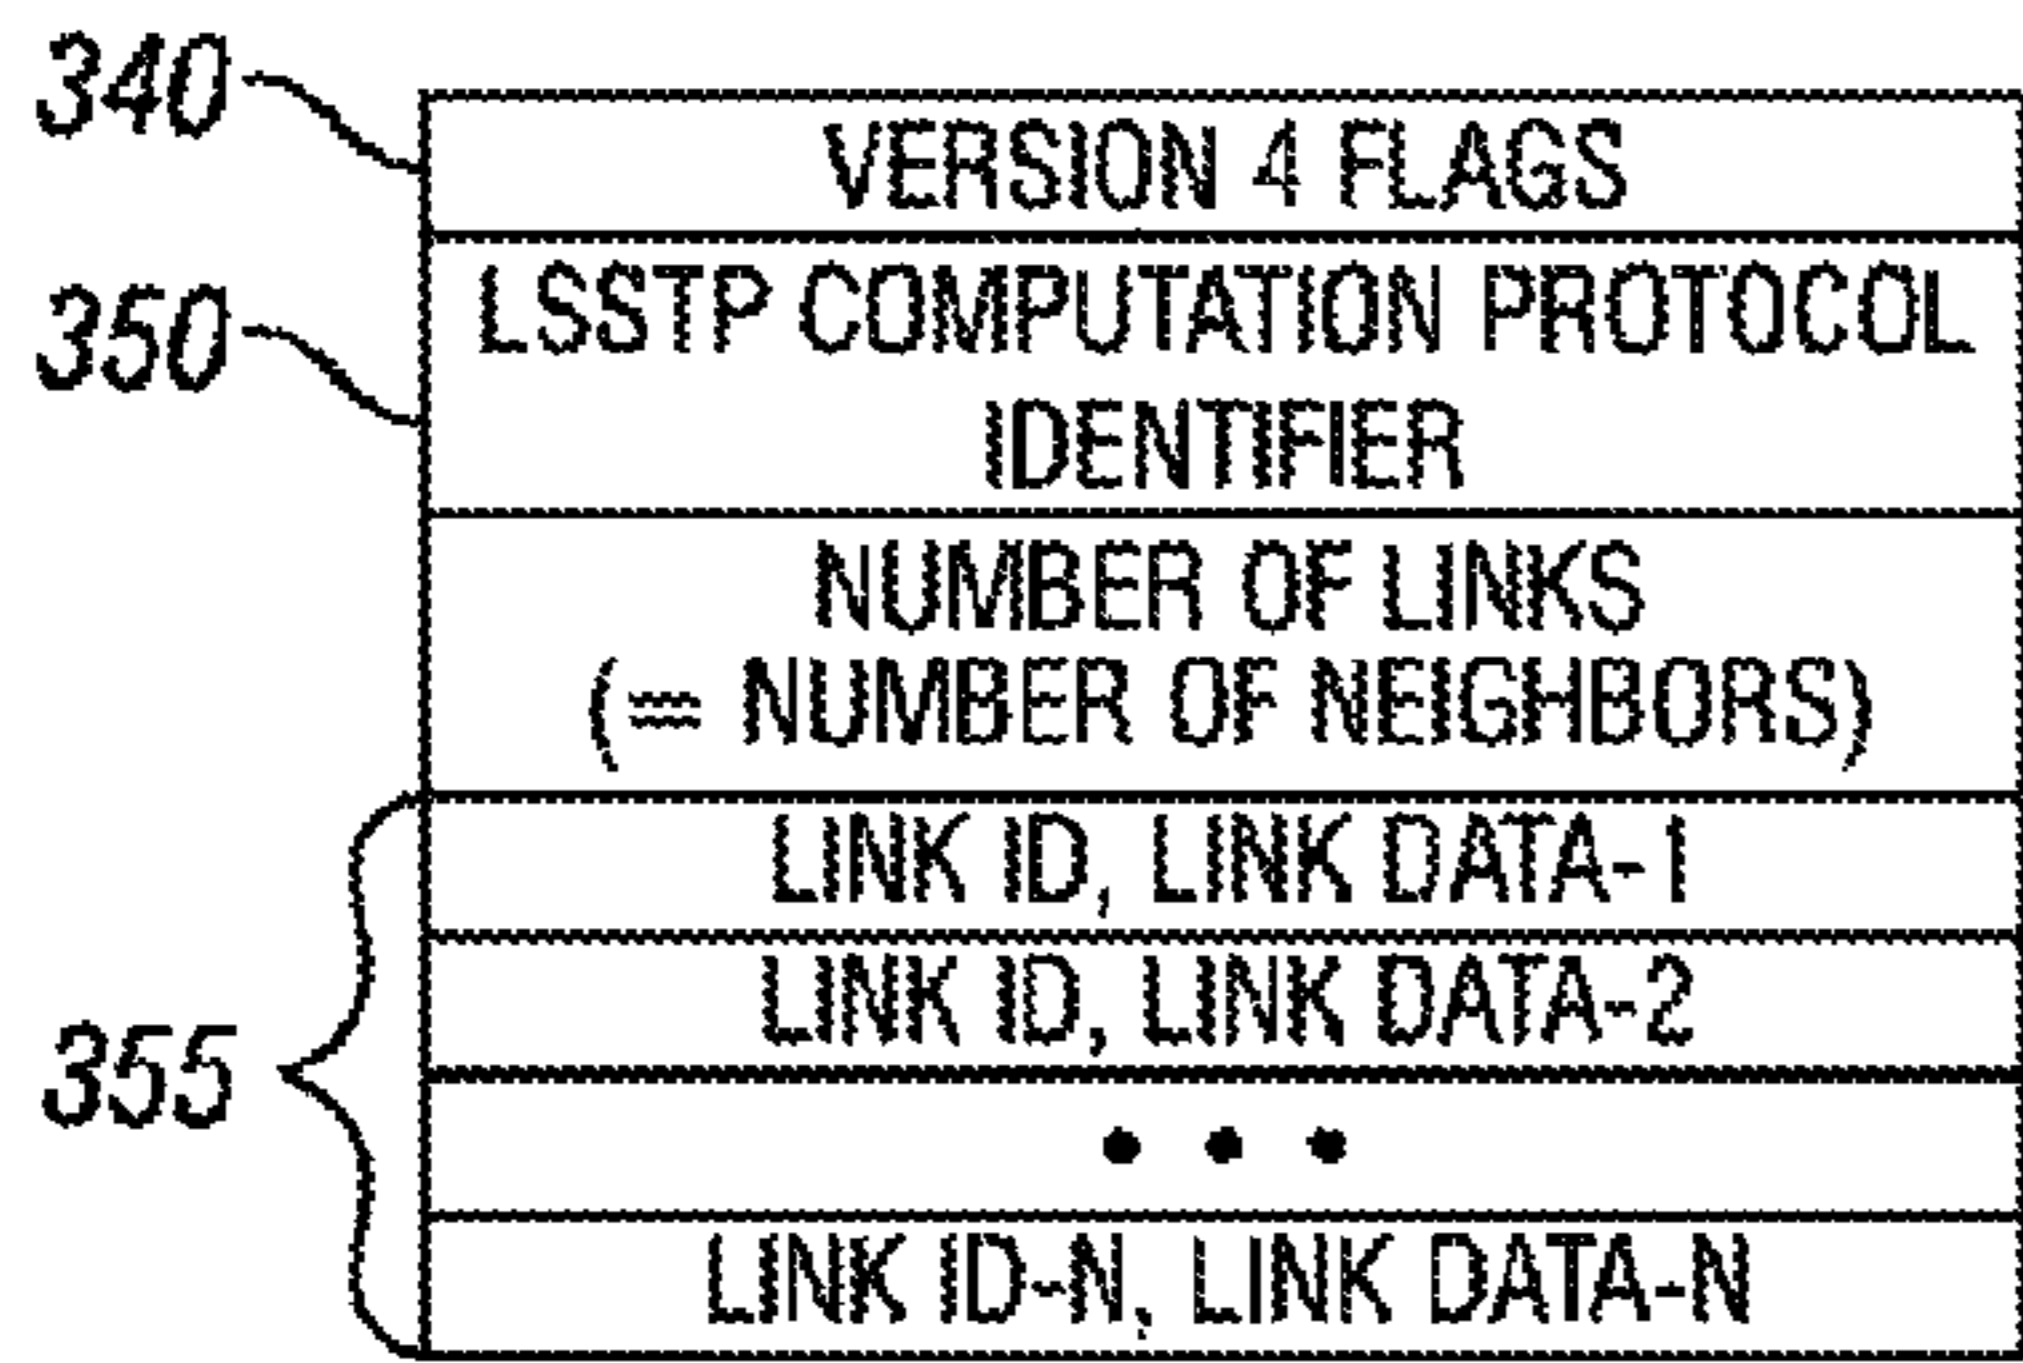 340
VERSION 4 FLAGS
350
LSSTP COMPUTATION PROTOCOL
IDENTIFIER
NUMBER OF LINKS
(= NUMBER OF NEIGHBORS)
355
LINK ID, LINK DATA-1
LINK ID, LINK DATA-2
• • •
LINK ID-N, LINK DATA-N